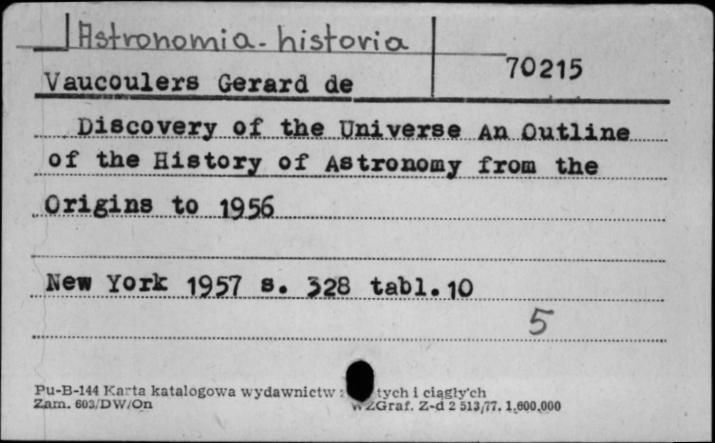 Astronomia - historia
70215
Vaucoulers Gerard de
Discovery of the Universe An Outline
of the History of Astronomy from the
Origins to 1956
New York 1957 s. 328 tabl. 10
5
Pu-B-144 Karta katalogowa wydawnictw tych i ciągłych
Zam. 603/DW/On ZGraf. Z-d 2 513/77. 1.600.000